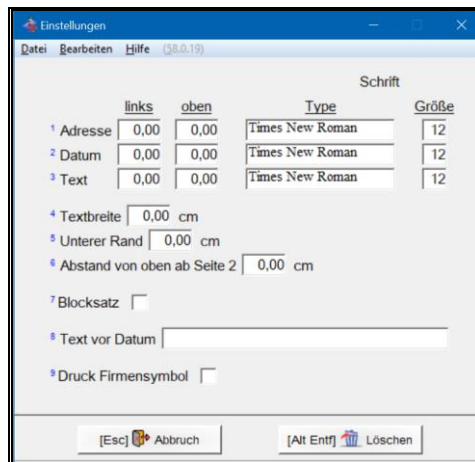 Einstellungen
Datei Bearbeiten Hilfe (58.0.19)
Schrift
links oben Type Größe
1 Adresse 0,00 0,00 Times New Roman 12
2 Datum 0,00 0,00 Times New Roman 12
3 Text 0,00 0,00 Times New Roman 12
4 Textbreite 0,00 cm
5 Unterer Rand 0,00 cm
6 Abstand von oben ab Seite 2 0,00 cm
7 Blocksatz
8 Text vor Datum
9 Druck Firmensymbol
[Esc] Abbruch [Alt Entf] Löschen